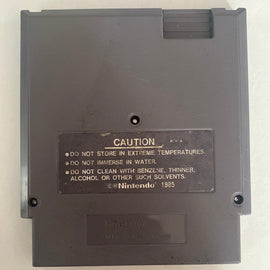 CAUTION
• DO NOT STORE IN EXTREME TEMPERATURES.
• DO NOT IMMERSE IN WATER.
• DO NOT CLEAN WITH BENZENE, THINNER,
ALCOHOL OR OTHER SUCH SOLVENTS.
©® Nintendo 1985
Nintendo